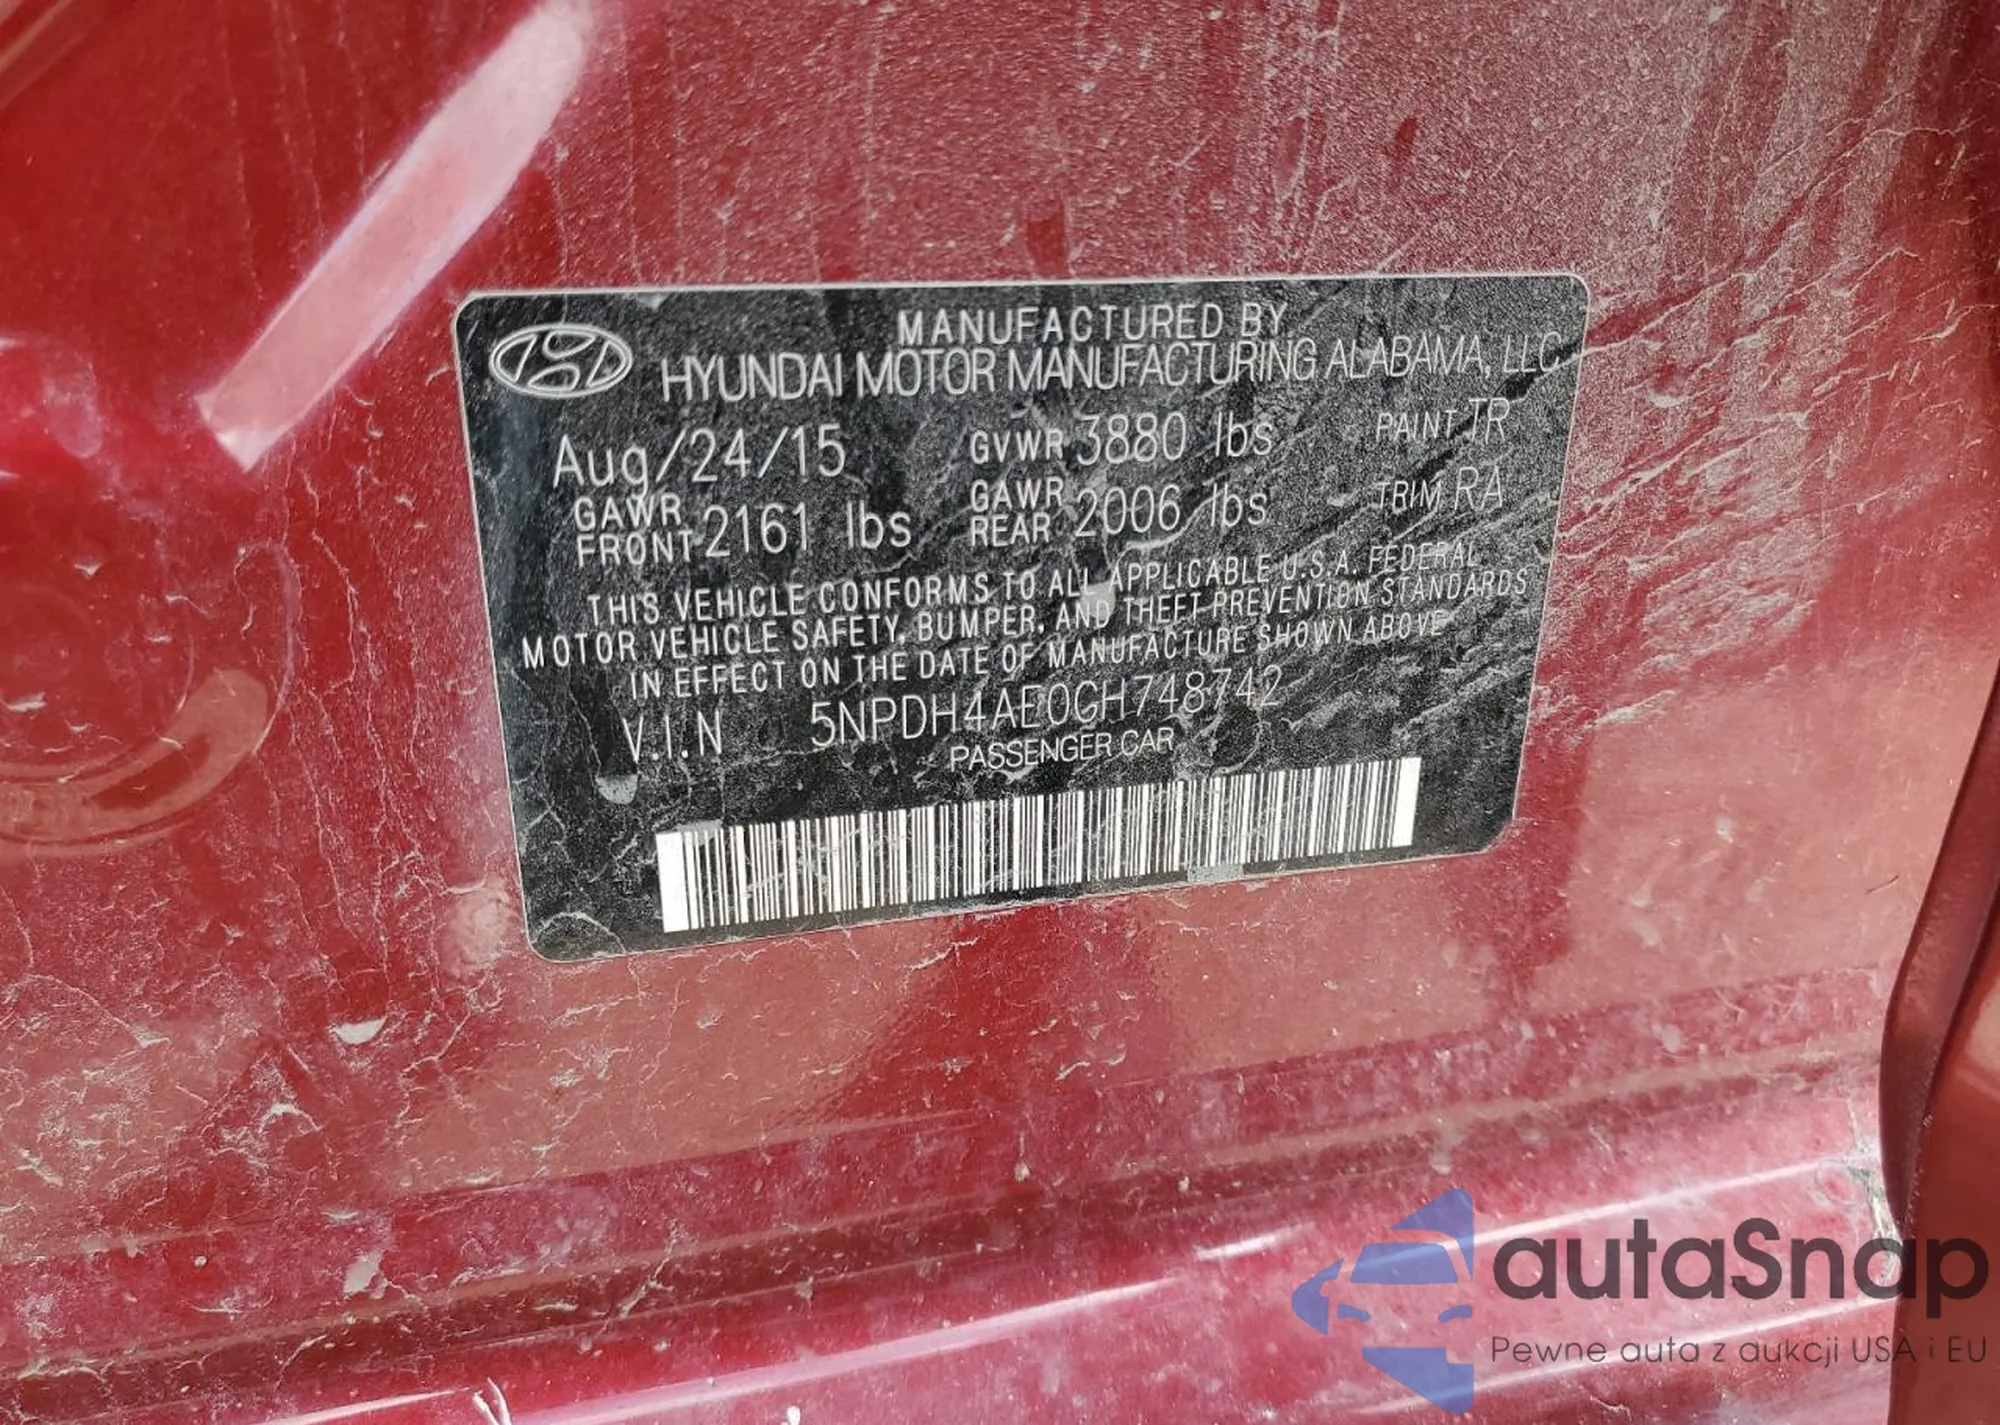 MANUFACTURED BY
HYUNDAI MOTOR MANUFACTURING ALABAMA, LLC
Aug/24/15 GVWR 3880 lbs PAINT TR
GAWR FRONT 2161 lbs GAWR REAR 2006 lbs TRIM RA
THIS VEHICLE CONFORMS TO ALL APPLICABLE U.S.A. FEDERAL
MOTOR VEHICLE SAFETY, BUMPER, AND THEFT PREVENTION STANDARDS
IN EFFECT ON THE DATE OF MANUFACTURE SHOWN ABOVE
V.I.N 5NPDH4AE0GH748742
PASSENGER CAR
autaSnap
Pewne auta z aukcji USA i EU